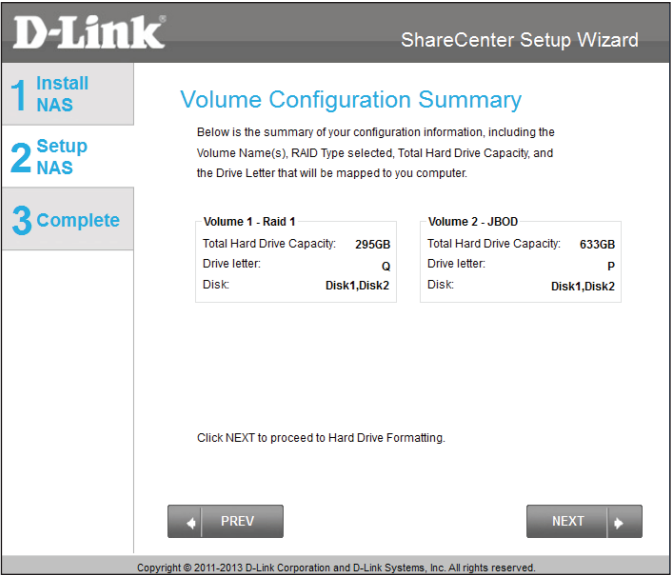 D-Link
ShareCenter Setup Wizard
1 Install
NAS
2 Setup
NAS
3 Complete
Volume Configuration Summary
Below is the summary of your configuration information, including the
Volume Name(s), RAID Type selected, Total Hard Drive Capacity, and
the Drive Letter that will be mapped to you computer.
Volume 1 - Raid 1
Total Hard Drive Capacity: 295GB
Drive letter: Q
Disk: Disk1,Disk2
Volume 2 - JBOD
Total Hard Drive Capacity: 633GB
Drive letter: P
Disk: Disk1,Disk2
Click NEXT to proceed to Hard Drive Formatting.
PREV
NEXT
Copyright © 2011-2013 D-Link Corporation and D-Link Systems, Inc. All rights reserved.